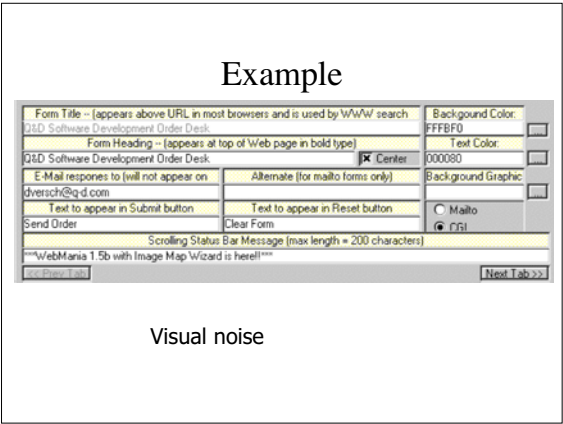 Example
Form Title -- (appears above URL in most browsers and is used by WWW search
Backgound Color:
Q&D Software Development Order Desk
FFFBF0
...
Form Heading -- (appears at top of Web page in bold type)
Text Color:
Q&D Software Development Order Desk
Center
000080
...
E-Mail respones to (will not appear on
Alternate (for mailto forms only)
Background Graphic
dversch@q-d.com
...
Text to appear in Submit button
Text to appear in Reset button
Mailto
Send Order
Clear Form
CGI
Scrolling Status Bar Message (max length = 200 characters)
***WebMania 1.5b with Image Map Wizard is here!!***
<< Prev Tab
Next Tab >>
Visual noise